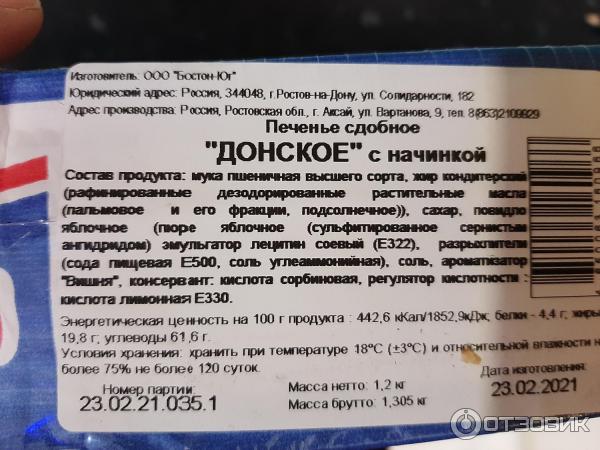 Изготовитель: ООО "Бостон-Юг"
Юридический адрес: Россия, 344048, г.Ростов-на-Дону, ул. Солидарности, 182
Адрес производства: Россия, Ростовская обл., г. Аксай, ул. Вартанова, 9, тел. 8(863)2109929
Печенье сдобное
"ДОНСКОЕ" с начинкой
Состав продукта: мука пшеничная высшего сорта, жир кондитерский
(рафинированные дезодорированные растительные масла
(пальмовое и его фракции, подсолнечное)), сахар, повидло
яблочное (пюре яблочное (сульфитированное сернистым
ангидридом) эмульгатор лецитин соевый (Е322), разрыхлители
(сода пищевая Е500, соль углеаммонийная), соль, ароматизатор
"Вишня", консервант: кислота сорбиновая, регулятор кислотности :
кислота лимонная Е330.
Энергетическая ценность на 100 г продукта : 442,6 кКал/1852,9кДж; белки - 4,4 г; жиры
19,8 г; углеводы 61,6 г.
Условия хранения: хранить при температуре 18°С (±3°С) и относительной влажности
более 75% не более 120 суток.
Дата изготовления:
Номер партии: Масса нетто: 1,2 кг 23.02.2021
23.02.21.035.1 Масса брутто: 1,305 кг
ОТЗОВИК